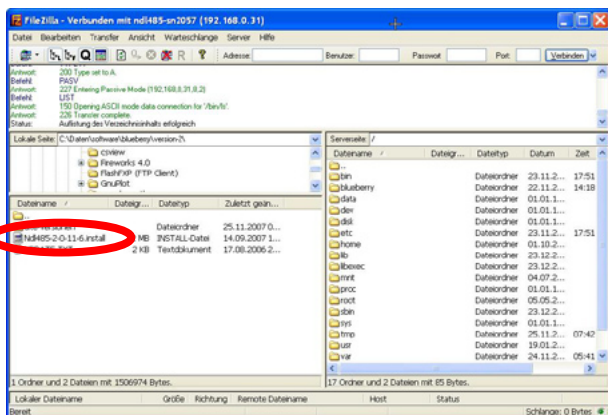 FileZilla - Verbunden mit ndl485-sn2057 (192.168.0.31)
Datei Bearbeiten Transfer Ansicht Warteschlange Server Hilfe
Adresse: Benutzer: Passwort Port: Verbinden
Antwort: 200 Type set to A.
Befehl: PASV
Antwort: 227 Entering Passive Mode (192,168,0,31,8,2)
Befehl: LIST
Antwort: 150 Opening ASCII mode data connection for '/bin/ls'.
Antwort: 226 Transfer complete.
Status: Auflistung des Verzeichnisinhalts erfolgreich
Lokale Seite: C:\Daten\software\blueberry\version-2\
csview
Fireworks 4.0
FlashFXP (FTP Client)
GnuPlot
Dateiname Dateigr... Dateityp Zuletzt geän...
..
Dateiordner 25.11.2007 0...
Ndl485-2-0-11-6.install MB INSTALL-Datei 14.09.2007 1...
2 KB Textdokument 17.08.2006 2...
1 Ordner und 2 Dateien mit 1506974 Bytes.
Serverseite: /
Dateiname Dateigr... Dateityp Datum Zeit
..
bin Dateiordner 23.11.2... 17:51
blueberry Dateiordner 22.11.2... 14:18
data Dateiordner 01.01.1...
dev Dateiordner 01.01.1...
disk Dateiordner 01.01.1...
etc Dateiordner 23.11.2... 17:51
home Dateiordner 01.10.2...
lib Dateiordner 23.12.2...
libexec Dateiordner 23.12.2...
mnt Dateiordner 04.07.2...
proc Dateiordner 01.01.1...
root Dateiordner 05.05.2...
sbin Dateiordner 23.12.2...
sys Dateiordner 01.01.1...
tmp Dateiordner 25.11.2... 07:42
usr Dateiordner 19.01.2...
var Dateiordner 24.11.2... 05:41
17 Ordner und 2 Dateien mit 85 Bytes.
Lokaler Dateiname Größe Richtung Remote Dateiname Host Status
Bereit Schlange: 0 Bytes